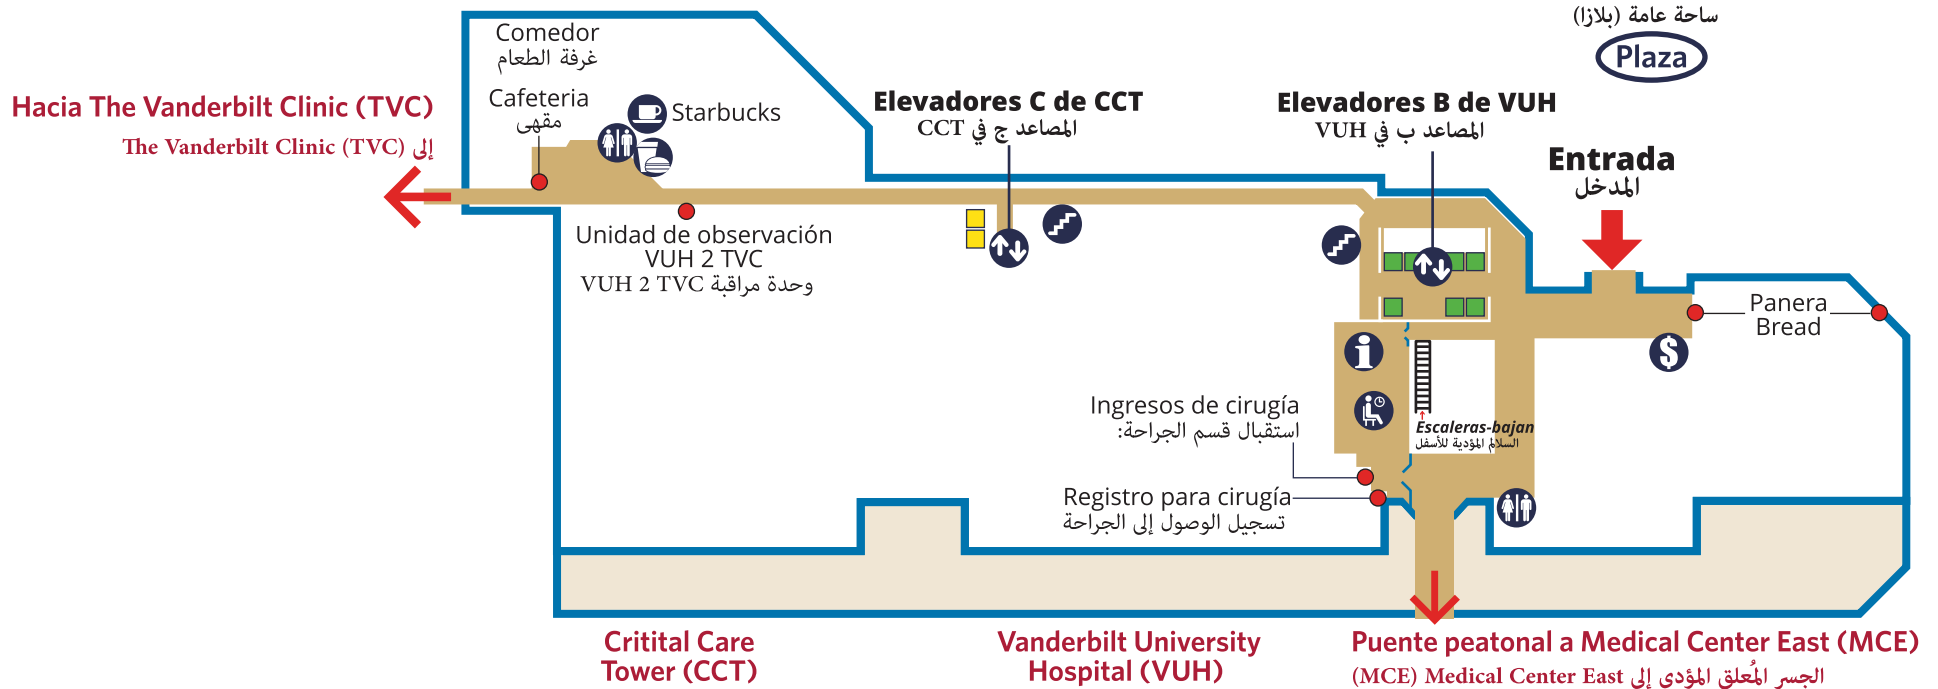 ساحة عامة (بلازا)
Plaza
Comedor
غرفة الطعام
Hacia The Vanderbilt Clinic (TVC)
إلى The Vanderbilt Clinic (TVC)
Cafeteria
مقهى
Starbucks
Elevadores C de CCT
المصاعد ج في CCT
Elevadores B de VUH
المصاعد ب في VUH
Entrada
المدخل
Unidad de observación
VUH 2 TVC
وحدة مراقبة VUH 2 TVC
Panera
Bread
i
$
Ingresos de cirugía
استقبال قسم الجراحة:
Escaleras-bajan
السلالم المؤدية للأسفل
Registro para cirugía
تسجيل الوصول إلى الجراحة
Critital Care
Tower (CCT)
Vanderbilt University
Hospital (VUH)
Puente peatonal a Medical Center East (MCE)
الجسر المُعلق المؤدى إلى Medical Center East (MCE)